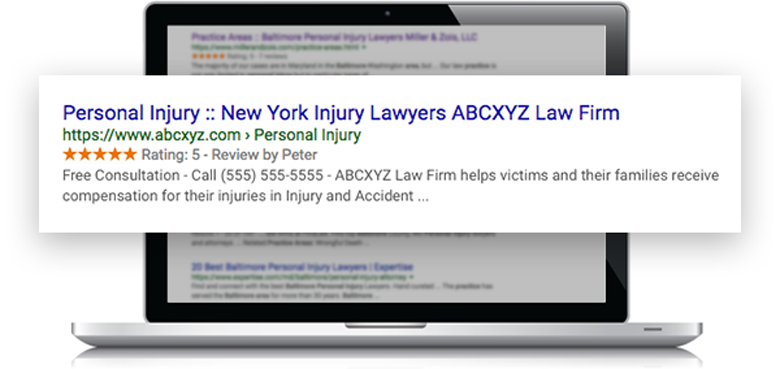 Practice Areas :: Baltimore Personal Injury Lawyers Miller & Zois, LLC
https://www.millerandzois.com/practice-areas.html
Rating: 5 - 7 reviews
The majority of our cases are in Maryland in the Baltimore-Washington area, but ... Our law practice is
Personal Injury :: New York Injury Lawyers ABCXYZ Law Firm
https://www.abcxyz.com › Personal Injury
★★★★★ Rating: 5 - Review by Peter
Free Consultation - Call (555) 555-5555 - ABCXYZ Law Firm helps victims and their families receive
compensation for their injuries in Injury and Accident ...
and attorneys. ... Related Practice Areas: Wrongful Death ...
20 Best Baltimore Personal Injury Lawyers | Expertise
https://www.expertise.com/md/baltimore/personal-injury-attorney
Find and connect with the best Baltimore Personal Injury Lawyers. Hand curated ... The practice has
served the Baltimore area for more than 30 years. Baltimore ...